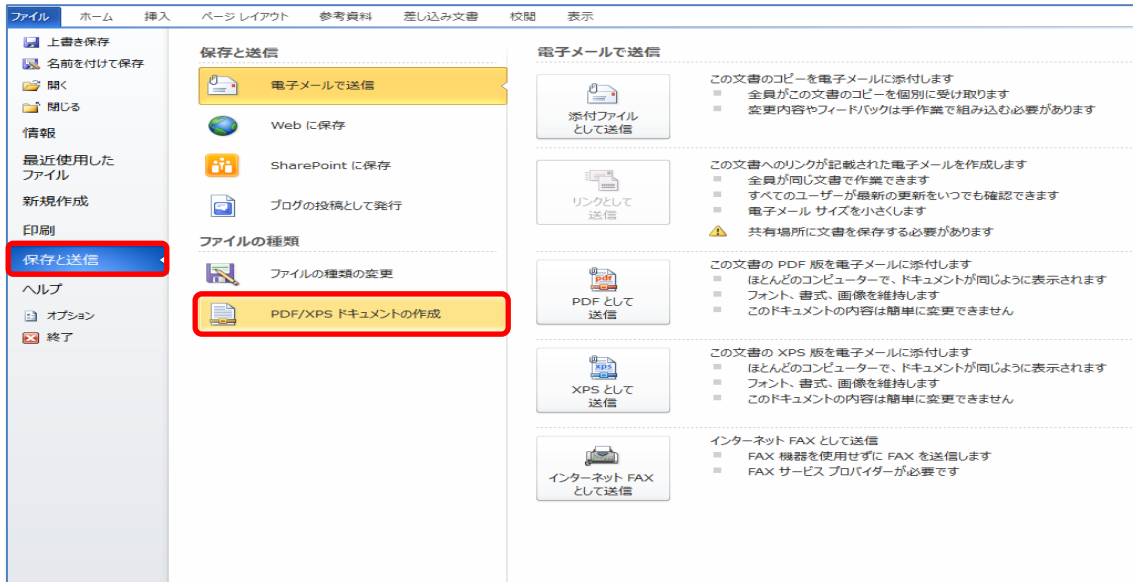 ファイル ホーム 挿入 ページ レイアウト 参考資料 差し込み文書 校閲 表示
上書き保存
名前を付けて保存
開く
閉じる
情報
最近使用した
ファイル
新規作成
印刷
保存と送信
ヘルプ
オプション
終了
保存と送信
電子メールで送信
Web に保存
SharePoint に保存
ブログの投稿として発行
ファイルの種類
ファイルの種類の変更
PDF/XPS ドキュメントの作成
電子メールで送信
添付ファイル
として送信
この文書のコピーを電子メールに添付します
全員がこの文書のコピーを個別に受け取ります
変更内容やフィードバックは手作業で組み込む必要があります
リンクとして
送信
この文書へのリンクが記載された電子メールを作成します
全員が同じ文書で作業できます
すべてのユーザーが最新の更新をいつでも確認できます
電子メール サイズを小さくします
共有場所に文書を保存する必要があります
pdf
PDF として
送信
この文書の PDF 版を電子メールに添付します
ほとんどのコンピューターで、ドキュメントが同じように表示されます
フォント、書式、画像を維持します
このドキュメントの内容は簡単に変更できません
xps
XPS として
送信
この文書の XPS 版を電子メールに添付します
ほとんどのコンピューターで、ドキュメントが同じように表示されます
フォント、書式、画像を維持します
このドキュメントの内容は簡単に変更できません
インターネット FAX
として送信
インターネット FAX として送信
FAX 機器を使用せずに FAX を送信します
FAX サービス プロバイダーが必要です